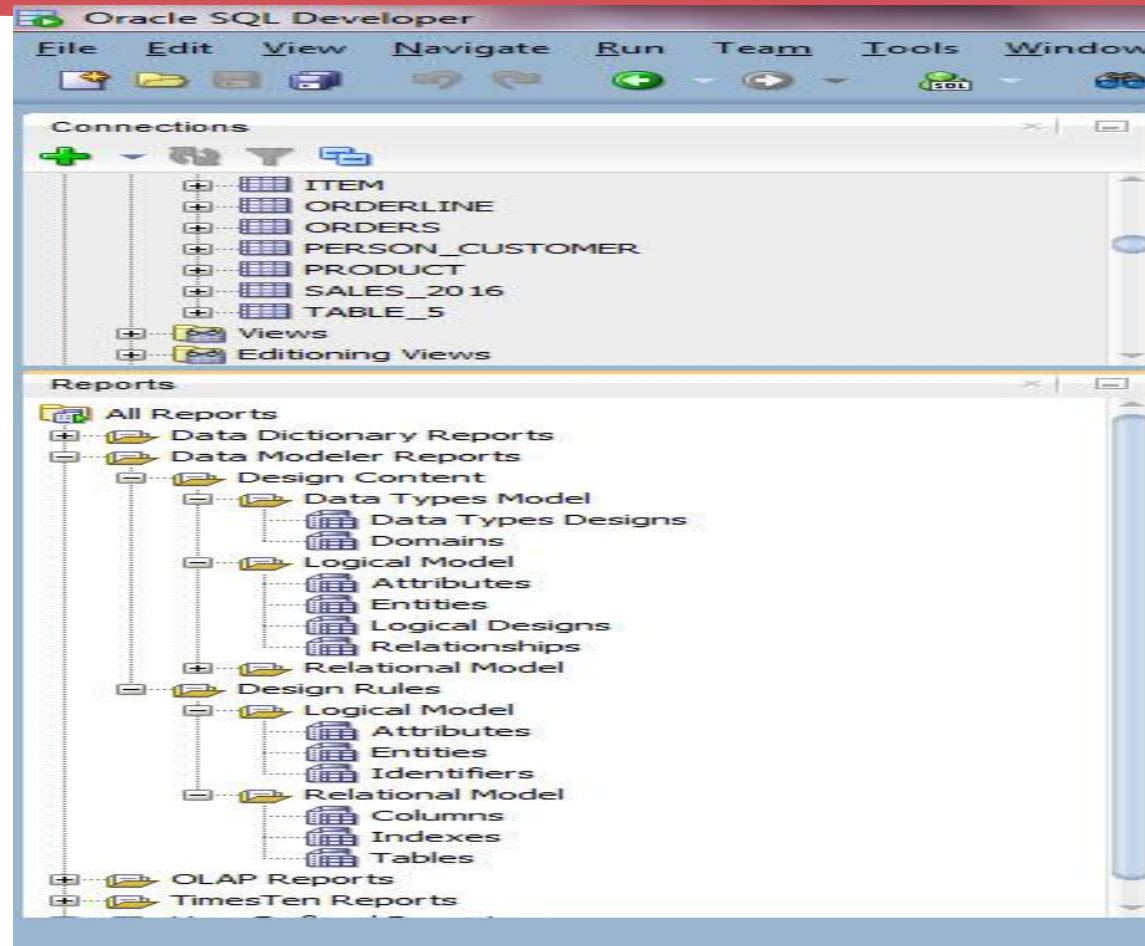 Oracle SQL Developer
File Edit View Navigate Run Team Tools Window
SQL
Connections
ITEM
ORDERLINE
ORDERS
PERSON_CUSTOMER
PRODUCT
SALES_2016
TABLE_5
Views
Editioning Views
Reports
All Reports
Data Dictionary Reports
Data Modeler Reports
Design Content
Data Types Model
Data Types Designs
Domains
Logical Model
Attributes
Entities
Logical Designs
Relationships
Relational Model
Design Rules
Logical Model
Attributes
Entities
Identifiers
Relational Model
Columns
Indexes
Tables
OLAP Reports
TimesTen Reports